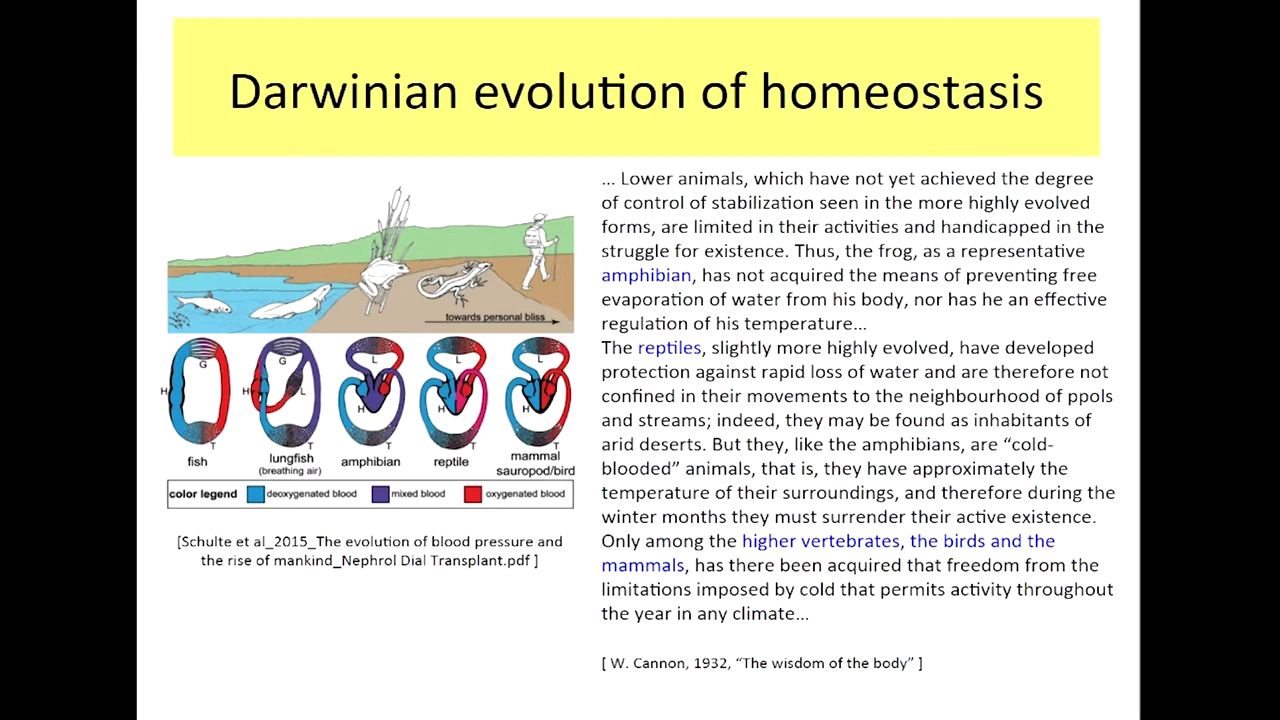 Darwinian evolution of homeostasis
towards personal bliss
G
H
T
G
H
L
T
L
H
T
L
H
T
L
H
T
fish
lungfish
(breathing air)
amphibian
reptile
mammal
sauropod/bird
color legend
deoxygenated blood
mixed blood
oxygenated blood
[Schulte et al_2015_The evolution of blood pressure and
the rise of mankind_Nephrol Dial Transplant.pdf ]
... Lower animals, which have not yet achieved the degree
of control of stabilization seen in the more highly evolved
forms, are limited in their activities and handicapped in the
struggle for existence. Thus, the frog, as a representative
amphibian, has not acquired the means of preventing free
evaporation of water from his body, nor has he an effective
regulation of his temperature...
The reptiles, slightly more highly evolved, have developed
protection against rapid loss of water and are therefore not
confined in their movements to the neighbourhood of ppols
and streams; indeed, they may be found as inhabitants of
arid deserts. But they, like the amphibians, are “cold-
blooded” animals, that is, they have approximately the
temperature of their surroundings, and therefore during the
winter months they must surrender their active existence.
Only among the higher vertebrates, the birds and the
mammals, has there been acquired that freedom from the
limitations imposed by cold that permits activity throughout
the year in any climate...
[ W. Cannon, 1932, “The wisdom of the body” ]